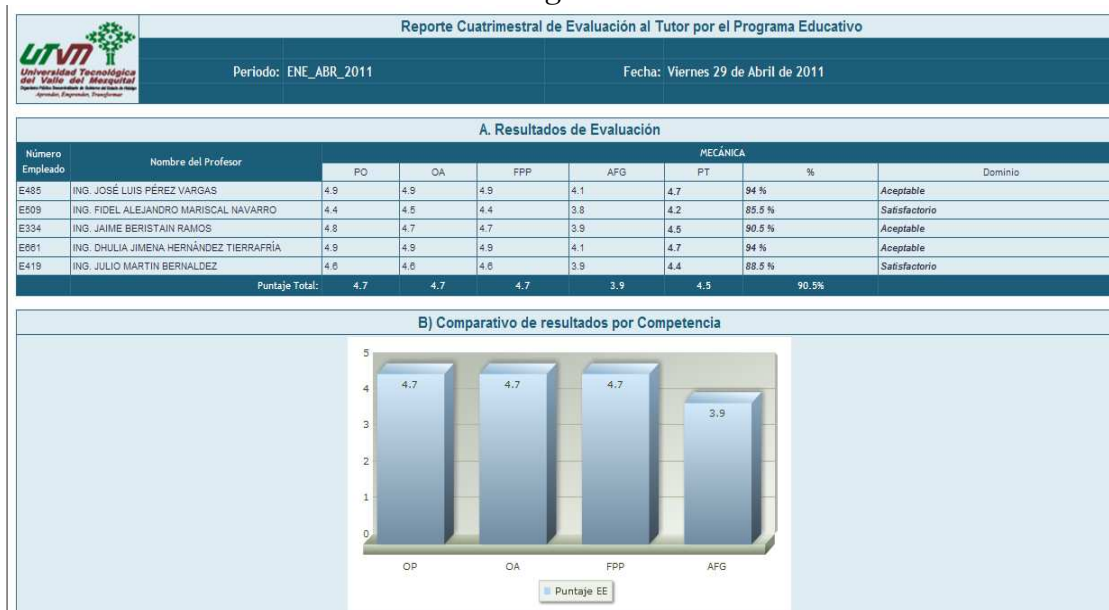 Reporte Cuatrimestral de Evaluación al Tutor por el Programa Educativo
UTVM
Universidad Tecnológica
del Valle del Mezquital
Aprender, Emprender, Transformar
Periodo: ENE_ABR_2011 Fecha: Viernes 29 de Abril de 2011
A. Resultados de Evaluación
Número Empleado Nombre del Profesor MECÁNICA
PO OA FPP AFG PT % Dominio
E485 ING. JOSÉ LUIS PÉREZ VARGAS 4.9 4.9 4.9 4.1 4.7 94 % Aceptable
E509 ING. FIDEL ALEJANDRO MARISCAL NAVARRO 4.4 4.5 4.4 3.8 4.2 85.5 % Satisfactorio
E334 ING. JAIME BERISTAIN RAMOS 4.8 4.7 4.7 3.9 4.5 90.5 % Aceptable
E661 ING. DHULIA JIMENA HERNÁNDEZ TIERRAFRÍA 4.9 4.9 4.9 4.1 4.7 94 % Aceptable
E419 ING. JULIO MARTIN BERNALDEZ 4.6 4.6 4.6 3.9 4.4 88.5 % Satisfactorio
Puntaje Total: 4.7 4.7 4.7 3.9 4.5 90.5%
B) Comparativo de resultados por Competencia
5
4
3
2
1
0
4.7 4.7 4.7 3.9
OP OA FPP AFG
Puntaje EE